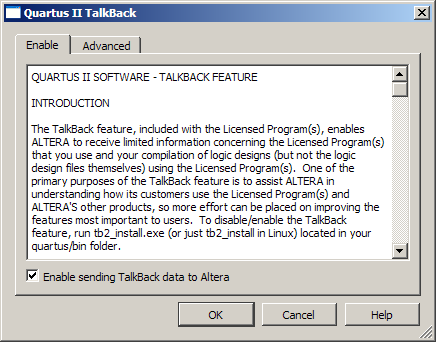 Quartus II TalkBack
Enable
Advanced
QUARTUS II SOFTWARE - TALKBACK FEATURE
INTRODUCTION
The TalkBack feature, included with the Licensed Program(s), enables
ALTERA to receive limited information concerning the Licensed Program(s)
that you use and your compilation of logic designs (but not the logic
design files themselves) using the Licensed Program(s).  One of the
primary purposes of the TalkBack feature is to assist ALTERA in
understanding how its customers use the Licensed Program(s) and
ALTERA'S other products, so more effort can be placed on improving the
features most important to users.  To disable/enable the TalkBack
feature, run tb2_install.exe (or just tb2_install in Linux) located in your
quartus/bin folder.
Enable sending TalkBack data to Altera
OK
Cancel
Help